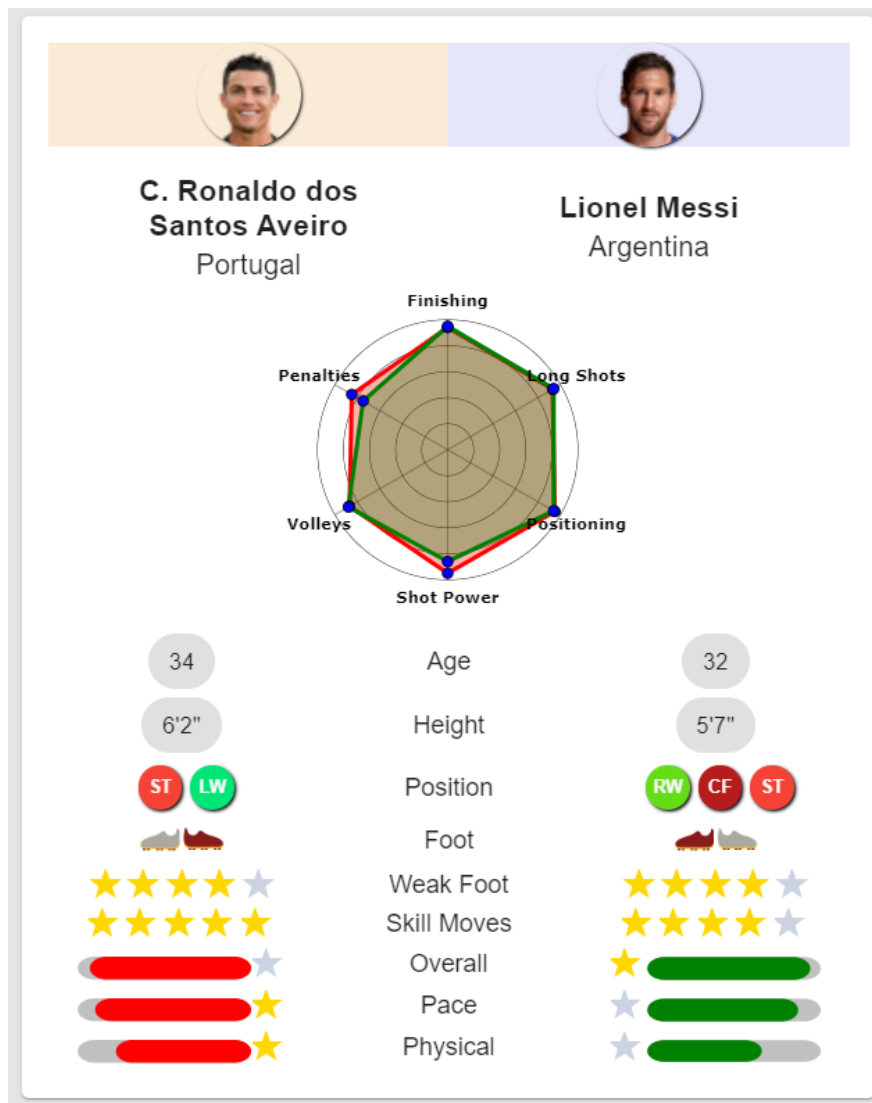 C. Ronaldo dos
Santos Aveiro
Portugal
Lionel Messi
Argentina
Finishing
Penalties
Long Shots
Volleys
Positioning
Shot Power
34 Age 32
6'2" Height 5'7"
ST LW Position RW CF ST
Foot
Weak Foot
Skill Moves
Overall
Pace
Physical